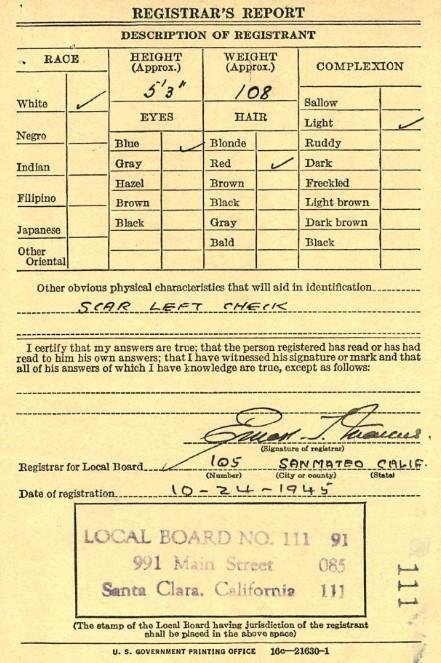 REGISTRAR'S REPORT
DESCRIPTION OF REGISTRANT
RACE
HEIGHT (Approx.)
WEIGHT (Approx.)
COMPLEXION
5'3"
108
White ✓
Negro
Indian
Filipino
Japanese
Other Oriental
EYES
Blue ✓
Gray
Hazel
Brown
Black
HAIR
Blonde
Red ✓
Brown
Black
Gray
Bald
Sallow
Light ✓
Ruddy
Dark
Freckled
Light brown
Dark brown
Black
Other obvious physical characteristics that will aid in identification
SCAR LEFT CHECK
I certify that my answers are true; that the person registered has read or has had
read to him his own answers; that I have witnessed his signature or mark and that
all of his answers of which I have knowledge are true, except as follows:
Ernest J.
(Signature of registrar)
Registrar for Local Board 105 SAN MATEO CALIF.
(Number) (City or county) (State)
Date of registration 10-24-1945
LOCAL BOARD NO. 111 91
991 Main Street 085
Santa Clara, California 111
111
(The stamp of the Local Board having jurisdiction of the registrant
shall be placed in the above space)
U. S. GOVERNMENT PRINTING OFFICE 16c—21630-1